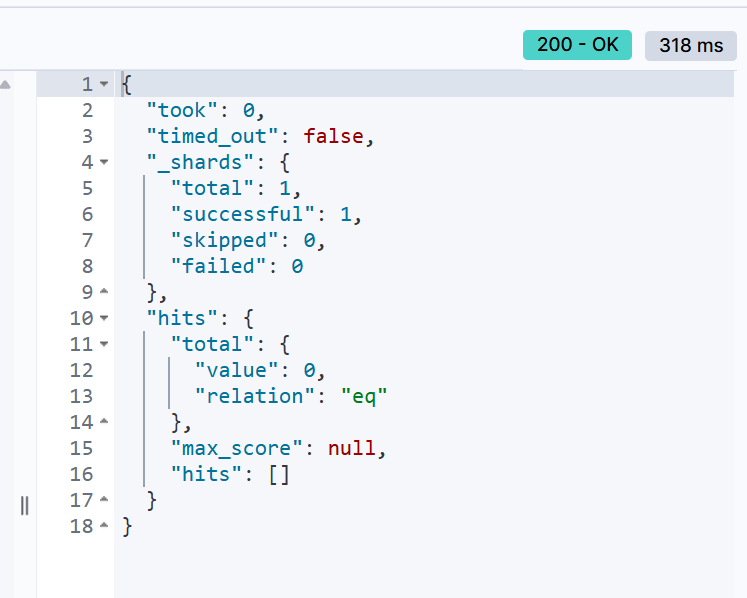 200 - OK 318 ms
1 {
2 "took": 0,
3 "timed_out": false,
4 "_shards": {
5 "total": 1,
6 "successful": 1,
7 "skipped": 0,
8 "failed": 0
9 },
10 "hits": {
11 "total": {
12 "value": 0,
13 "relation": "eq"
14 },
15 "max_score": null,
16 "hits": []
17 }
18 }